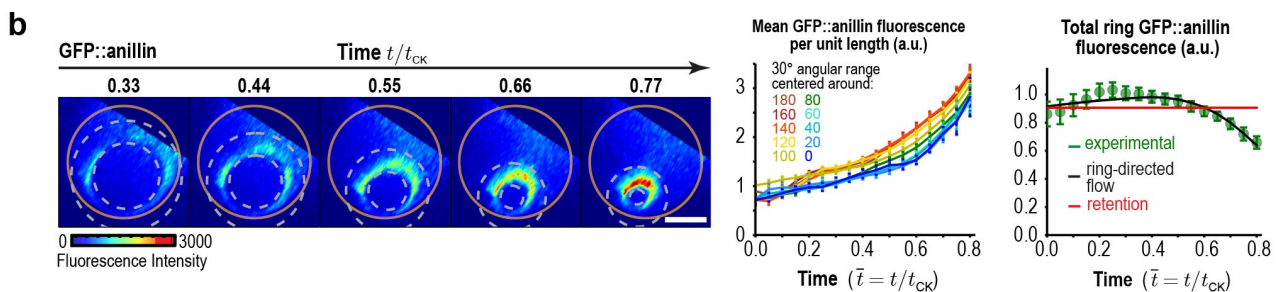 b
GFP::anillin
Time t/t_CK
0.33 0.44 0.55 0.66 0.77
0 3000
Fluorescence Intensity
Mean GFP::anillin fluorescence
per unit length (a.u.)
30° angular range
centered around:
180 80
160 60
140 40
120 20
100 0
3
2
1
0
0.0 0.2 0.4 0.6 0.8
Time (t̄ = t/t_CK)
Total ring GFP::anillin
fluorescence (a.u.)
1.0
0.8
0.6
0.4
0.2
0.0
experimental
ring-directed
flow
retention
0.0 0.2 0.4 0.6 0.8
Time (t̄ = t/t_CK)